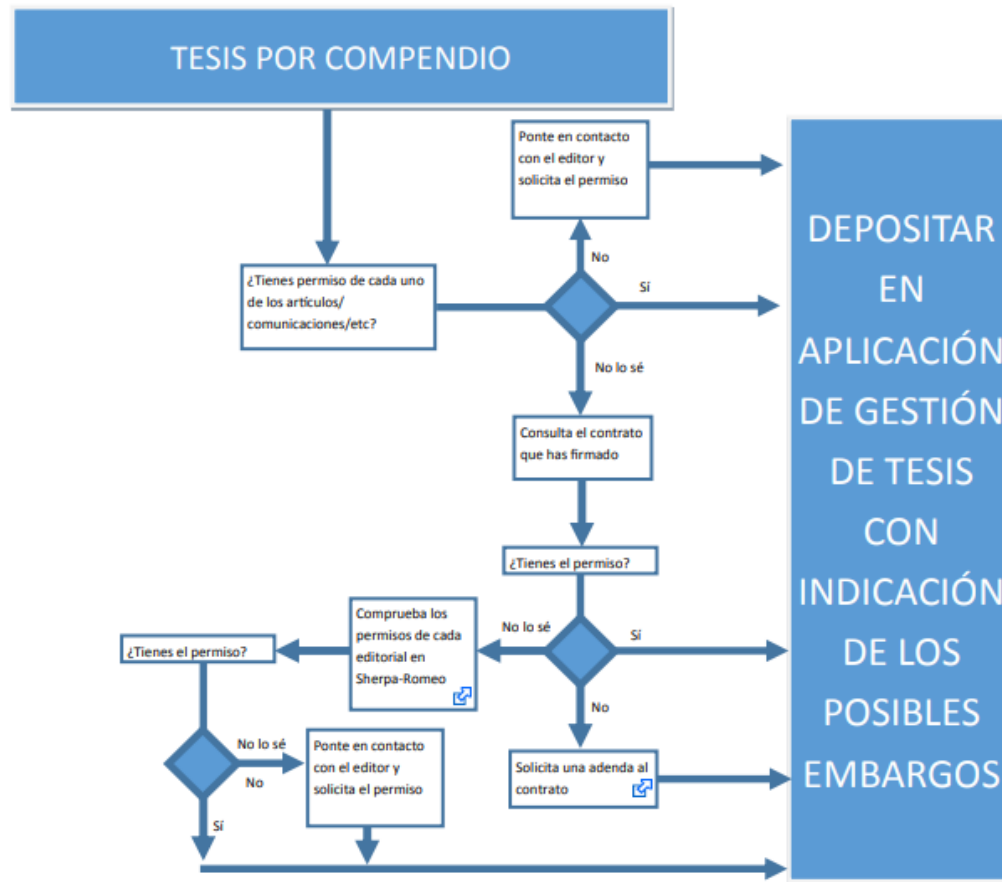 TESIS POR COMPENDIO
Ponte en contacto
con el editor y
solicita el permiso
No
¿Tienes permiso de cada uno
de los artículos/
comunicaciones/etc?
Sí
No lo sé
Consulta el contrato
que has firmado
¿Tienes el permiso?
No lo sé
Sí
No
Comprueba los
permisos de cada
editorial en
Sherpa-Romeo
¿Tienes el permiso?
No lo sé
No
Sí
Ponte en contacto
con el editor y
solicita el permiso
Solicita una adenda al
contrato
DEPOSITAR
EN
APLICACIÓN
DE GESTIÓN
DE TESIS
CON
INDICACIÓN
DE LOS
POSIBLES
EMBARGOS